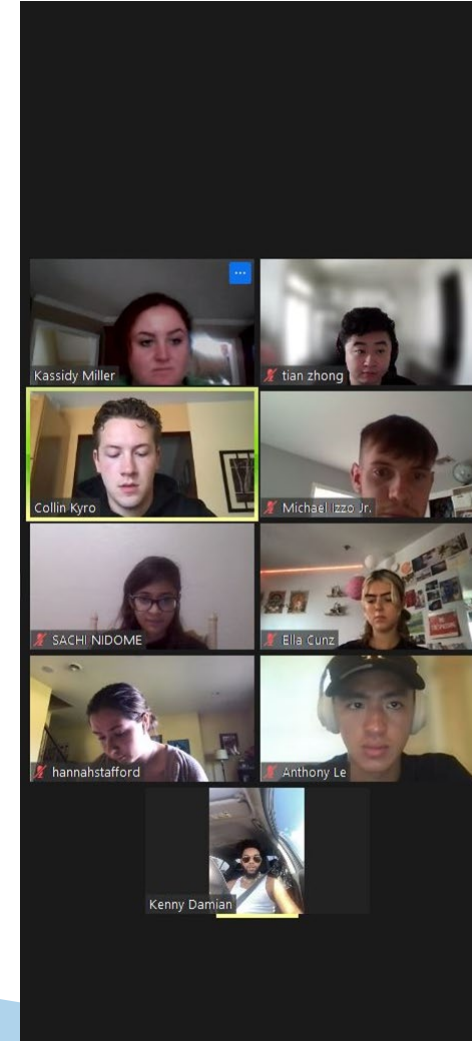 Kassidy Miller
tian zhong
Collin Kyro
Michael Izzo Jr.
SACHI NIDOME
Ella Cunz
hannahstafford
Anthony Le
Kenny Damian